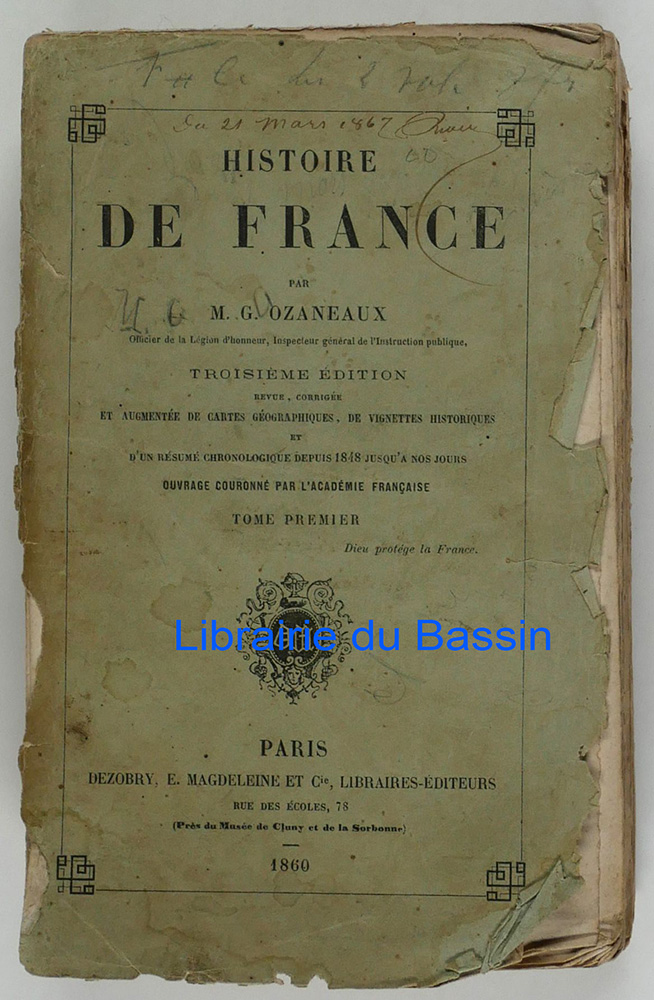 Du 21 Mars 1867
HISTOIRE
DE FRANCE
PAR
M. G. OZANEAUX
Officier de la Légion d'honneur, Inspecteur général de l'Instruction publique,
TROISIÈME ÉDITION
REVUE, CORRIGÉE
ET AUGMENTÉE DE CARTES GÉOGRAPHIQUES, DE VIGNETTES HISTORIQUES
ET
D'UN RÉSUMÉ CHRONOLOGIQUE DEPUIS 1848 JUSQU'A NOS JOURS
OUVRAGE COURONNÉ PAR L'ACADÉMIE FRANÇAISE
TOME PREMIER
Dieu protége la France.
Librairie du Bassin
PARIS
DEZOBRY, E. MAGDELEINE ET Cie, LIBRAIRES-ÉDITEURS
RUE DES ÉCOLES, 78
(Près du Musée de Cluny et de la Sorbonne)
1860